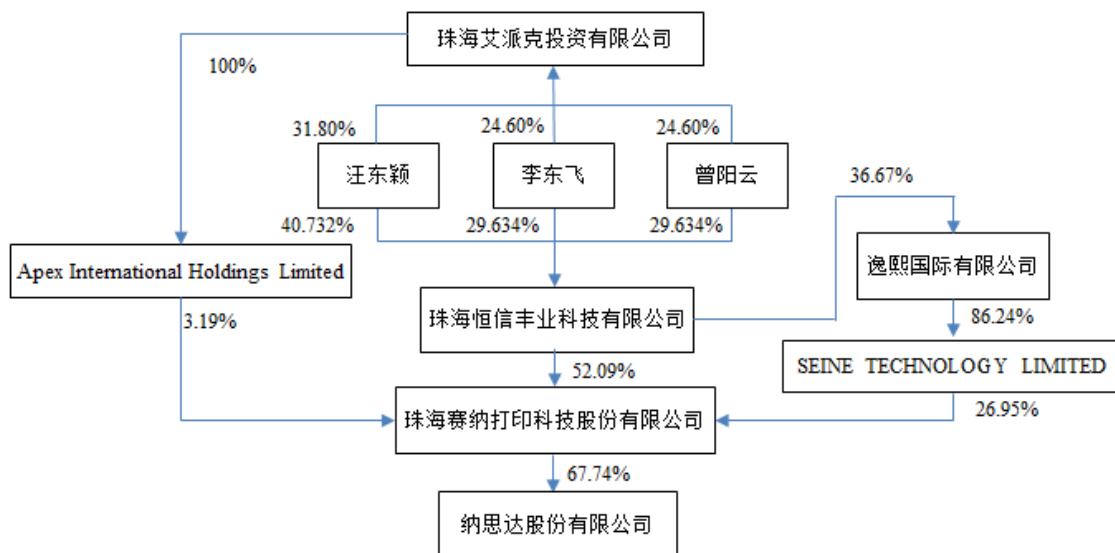 珠海艾派克投资有限公司
100%
31.80%
24.60%
24.60%
汪东颖
李东飞
曾阳云
36.67%
40.732%
29.634%
29.634%
Apex International Holdings Limited
逸熙国际有限公司
珠海恒信丰业科技有限公司
3.19%
86.24%
52.09%
SEINE TECHNOLOGY LIMITED
珠海赛纳打印科技股份有限公司
26.95%
67.74%
纳思达股份有限公司